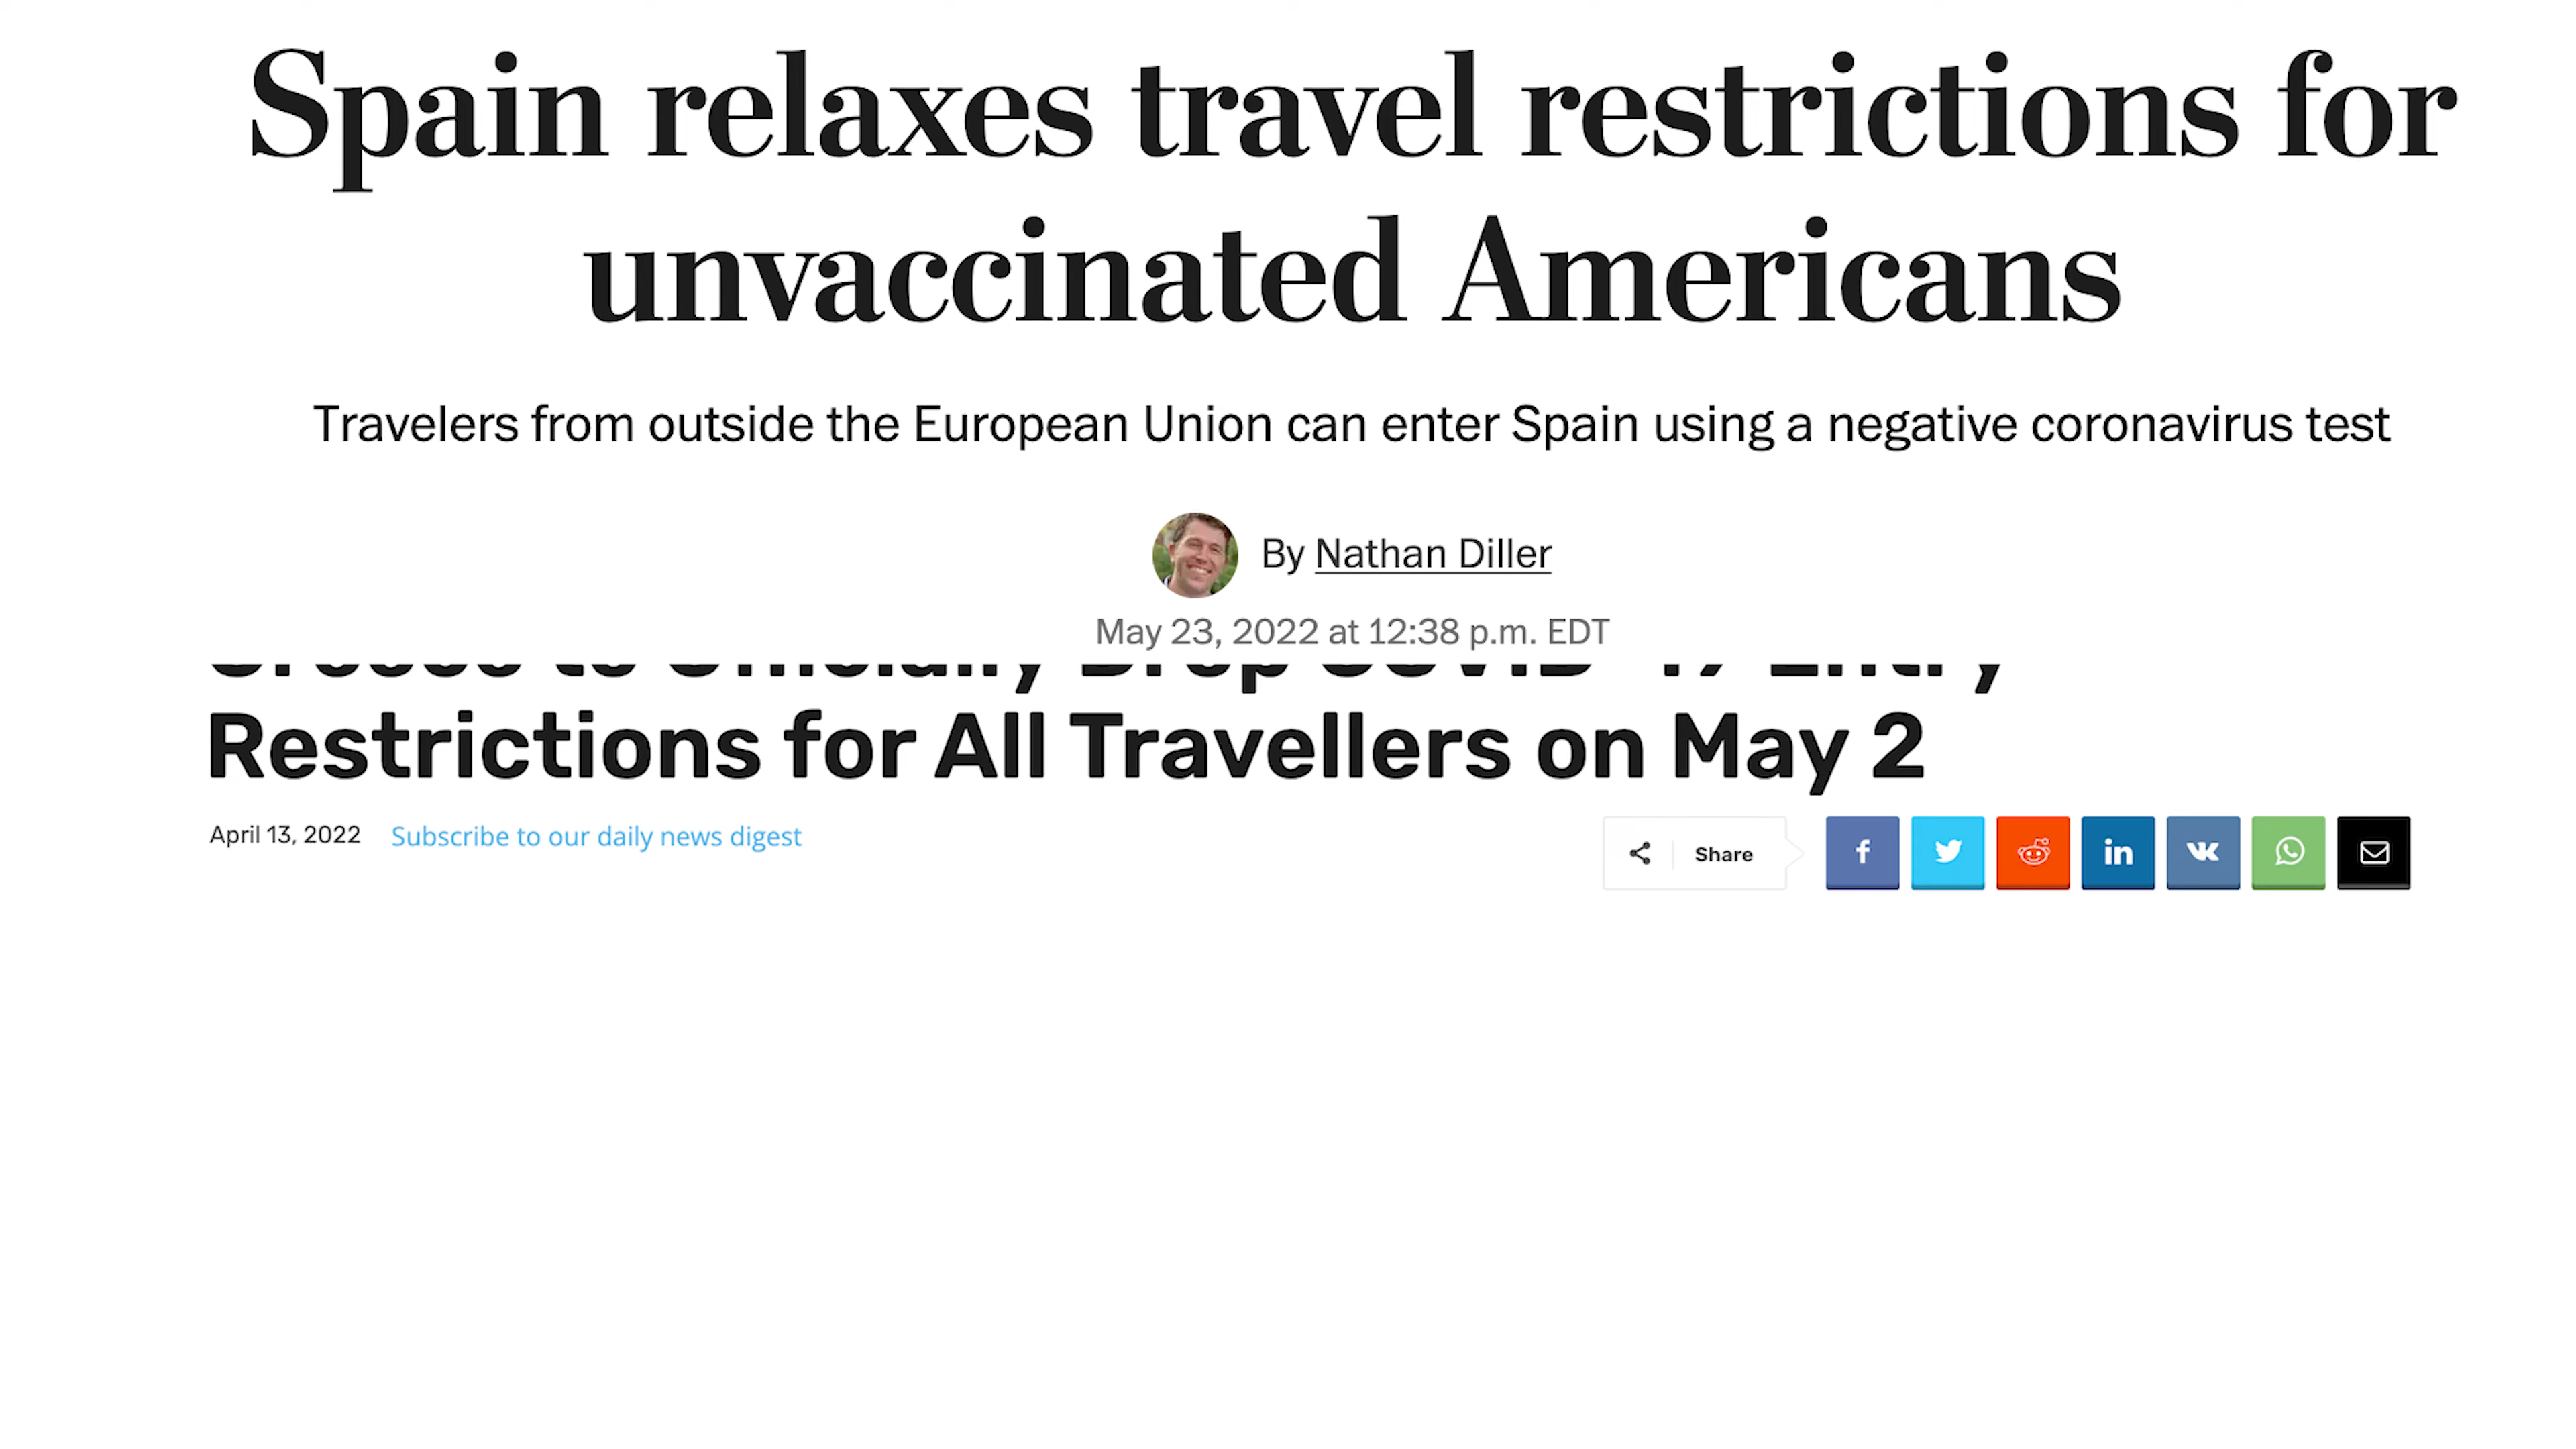 Spain relaxes travel restrictions for
unvaccinated Americans
Travelers from outside the European Union can enter Spain using a negative coronavirus test
By Nathan Diller
May 23, 2022 at 12:38 p.m. EDT
Restrictions for All Travellers on May 2
April 13, 2022 Subscribe to our daily news digest
Share